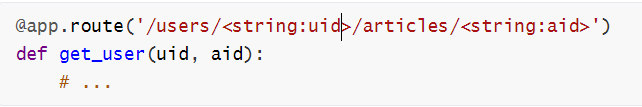 @app.route('/users/<string:uid>/articles/<string:aid>')
def get_user(uid, aid):
    # ...